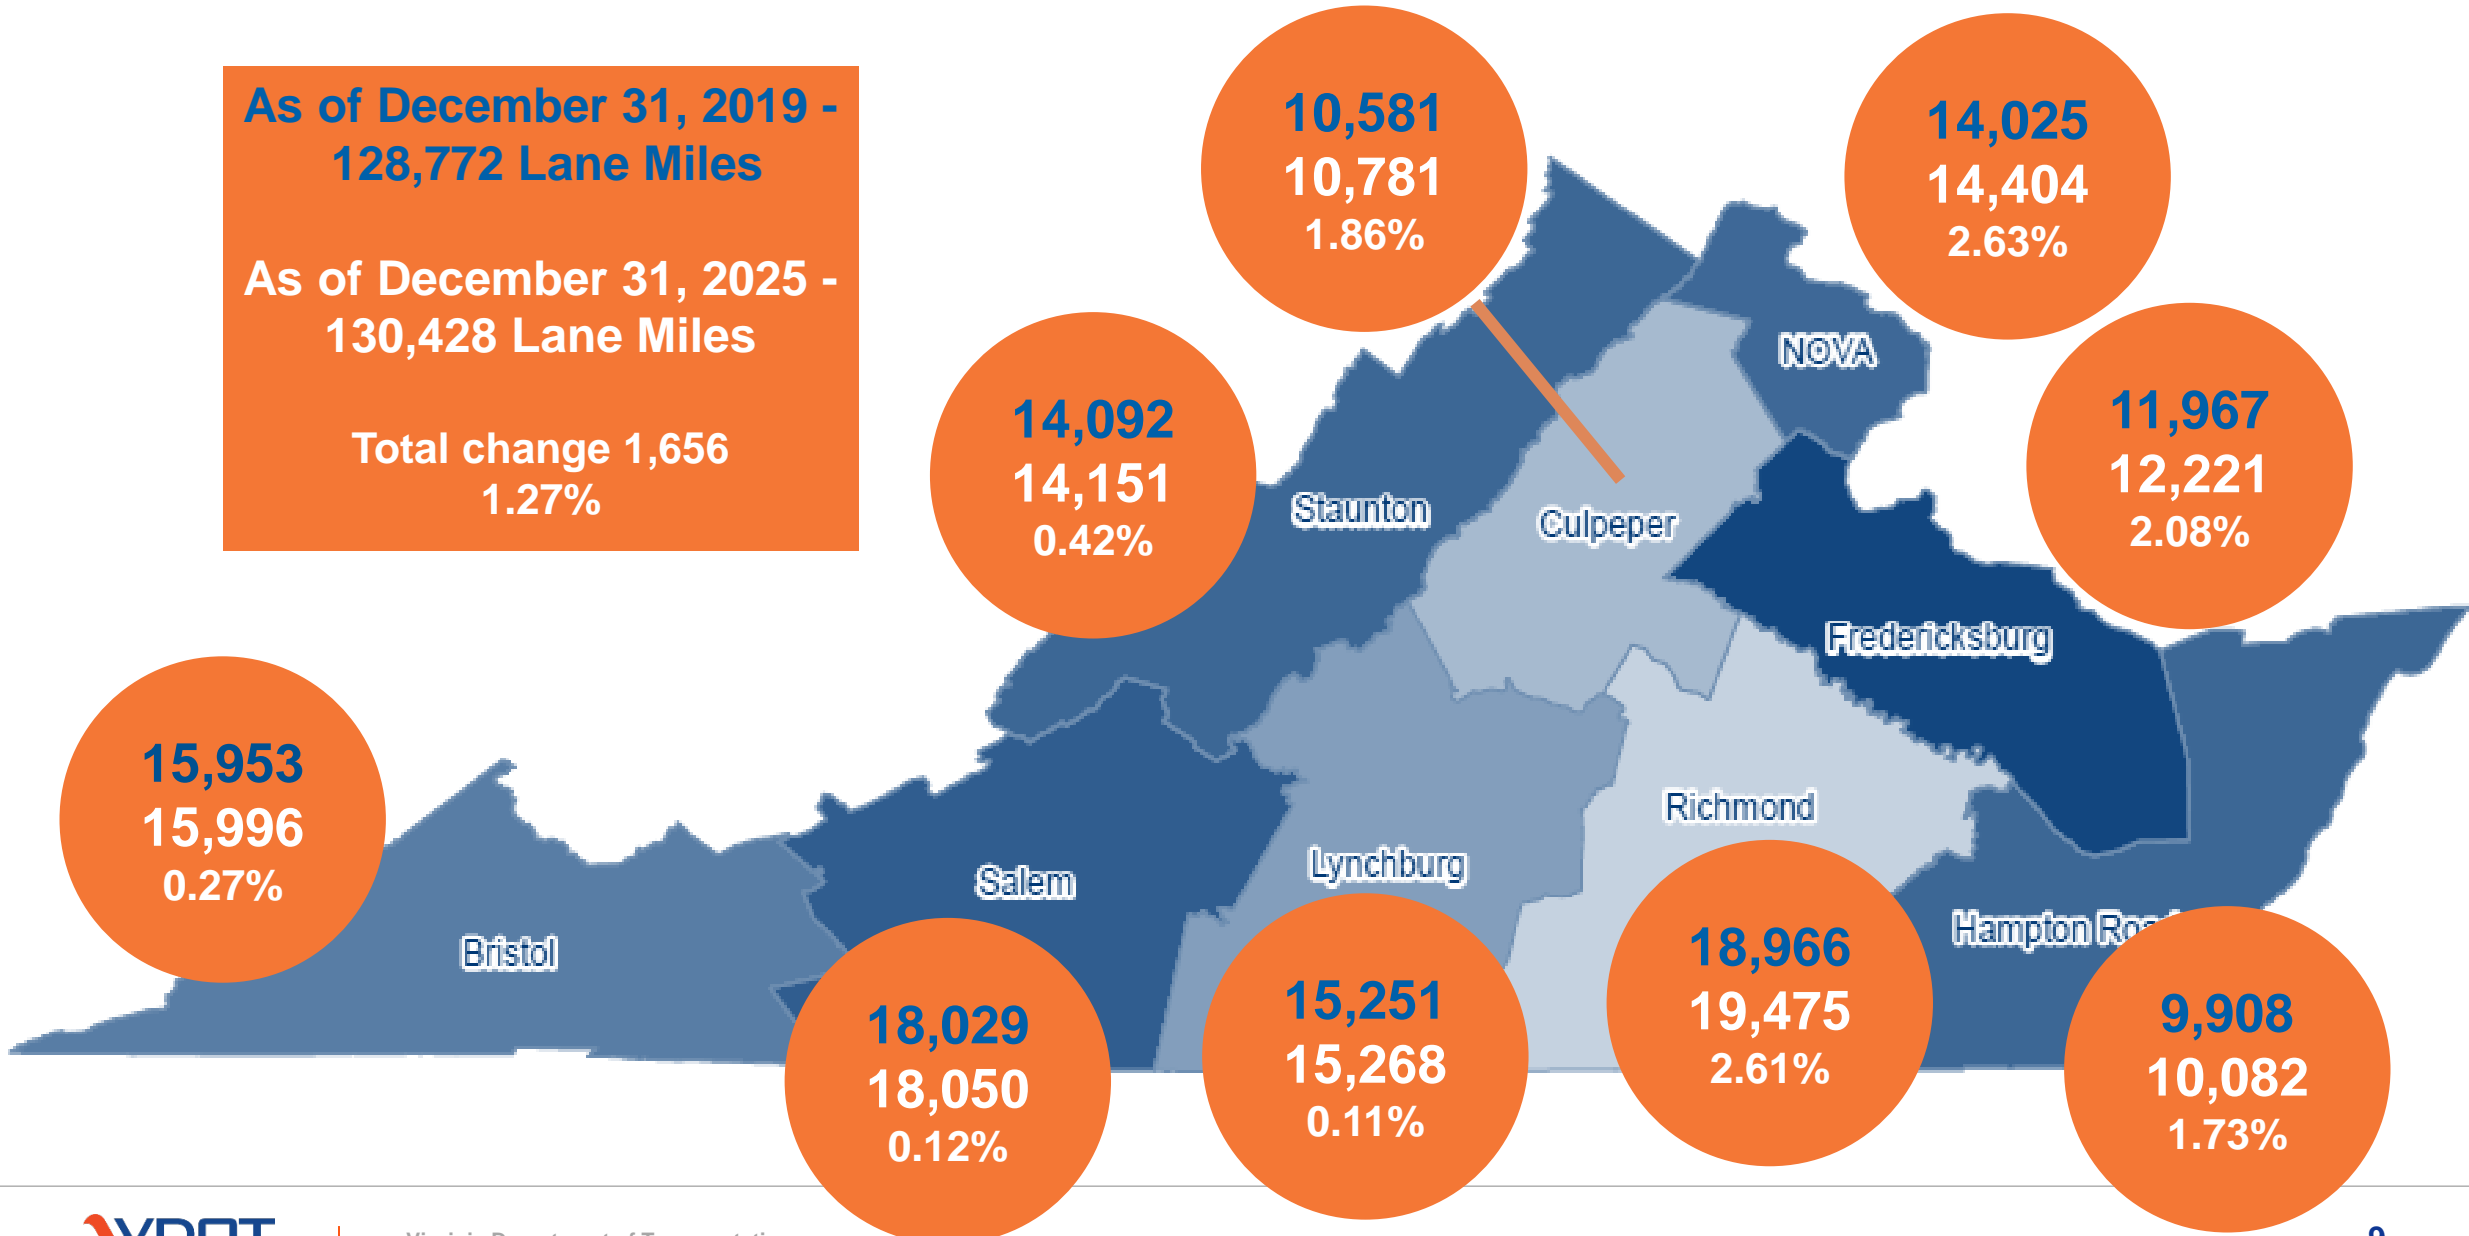 As of December 31, 2019 -
128,772 Lane Miles
As of December 31, 2025 -
130,428 Lane Miles
Total change 1,656
1.27%
10,581
10,781
1.86%
14,025
14,404
2.63%
14,092
14,151
0.42%
11,967
12,221
2.08%
NOVA
Staunton
Culpeper
Fredericksburg
15,953
15,996
0.27%
Bristol
Salem
Lynchburg
Richmond
Hampton
18,029
18,050
0.12%
15,251
15,268
0.11%
18,966
19,475
2.61%
9,908
10,082
1.73%
VDOT
Virginia Department of